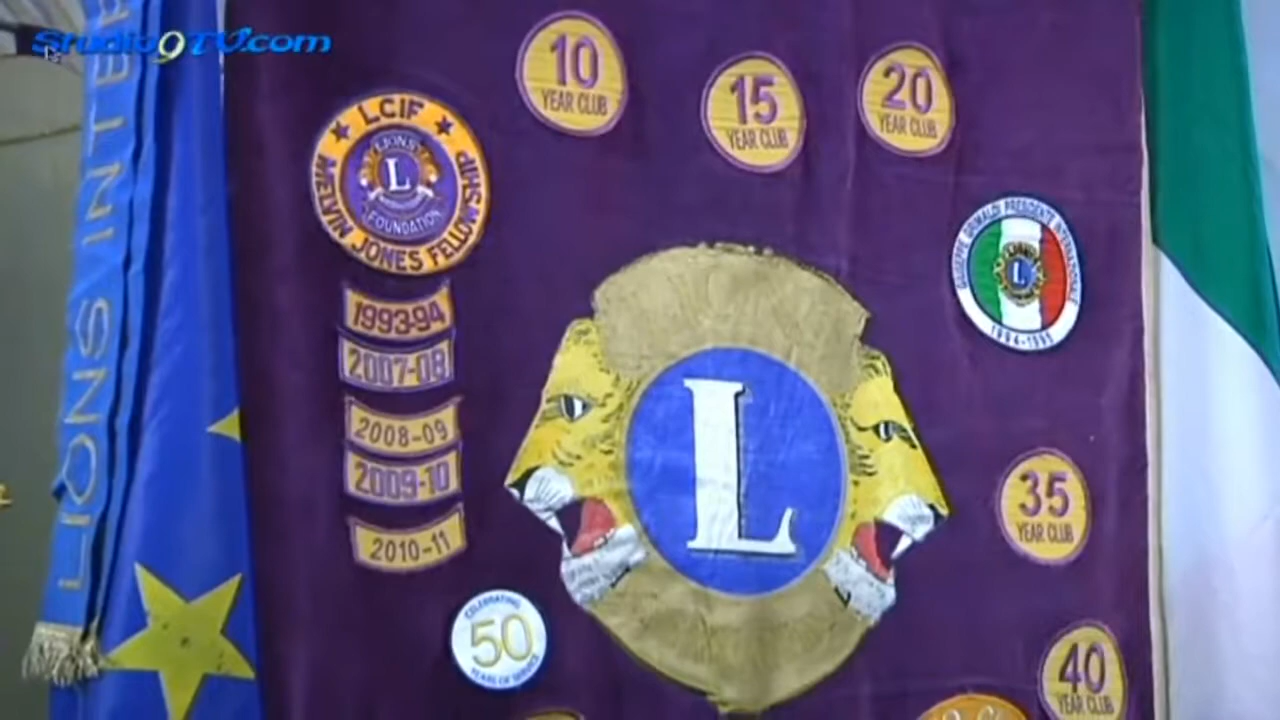 Studio9TV.com
LIONS INTER
10
YEAR CLUB
15
YEAR CLUB
20
YEAR CLUB
LCIF
MELVIN JONES FELLOWSHIP
LIONS
L
FOUNDATION
1993-94
2007-08
2008-09
2009-10
2010-11
GIUSEPPE GRIMALDI PRESIDENTE INTERNAZIONALE
LIONS
L
1994-1995
L
35
YEAR CLUB
CELEBRATING
50
YEARS OF SERVICE
40
YEAR CLUB